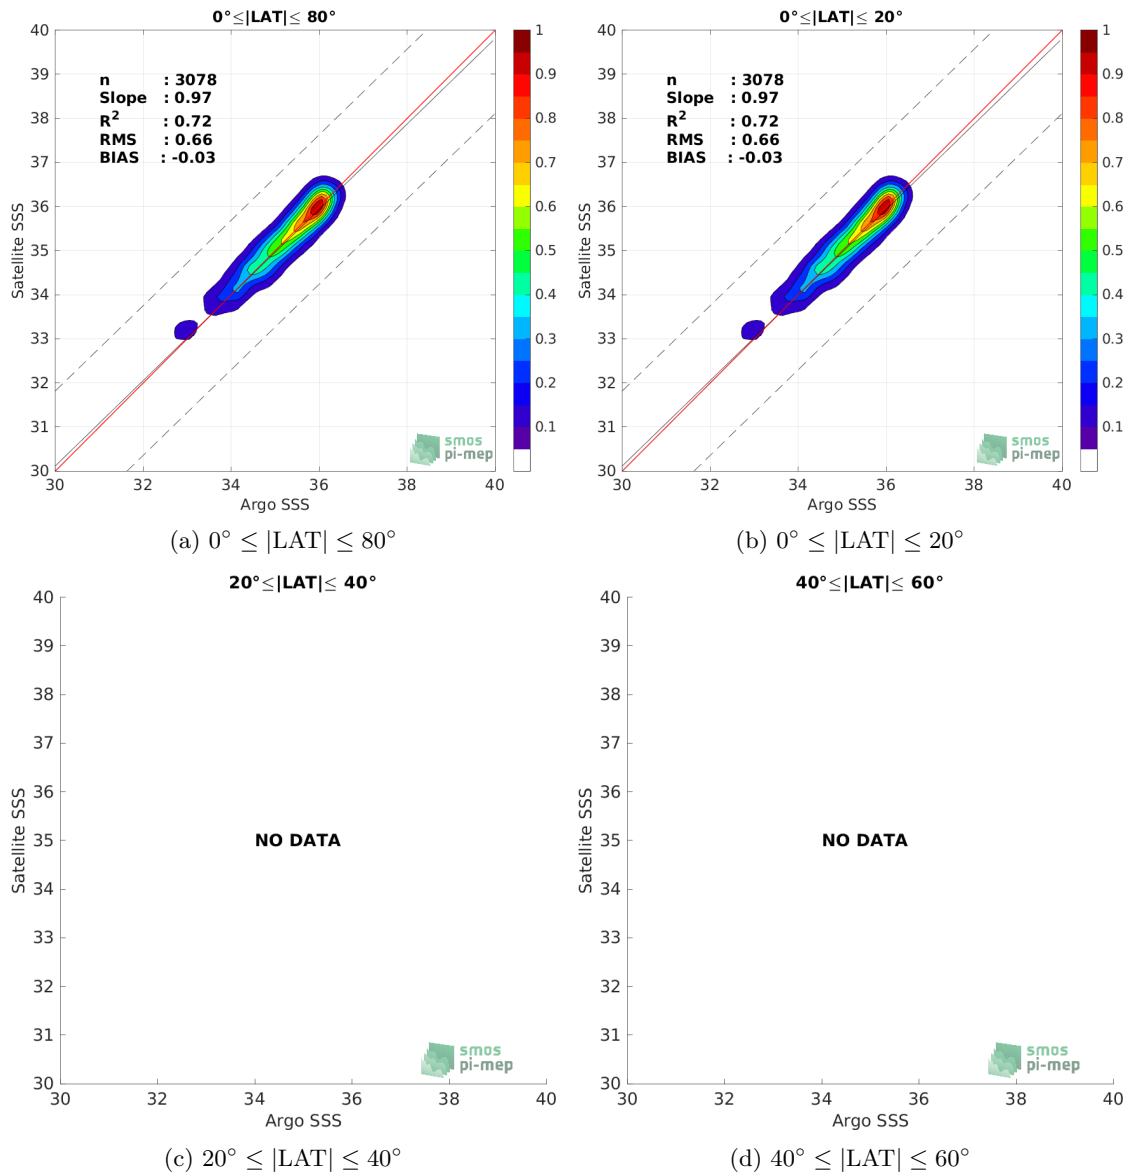 0°≤|LAT|≤ 80°
40
39
38
37
36
35
34
33
32
31
30
Satellite SSS
n : 3078
Slope : 0.97
R2 : 0.72
RMS : 0.66
BIAS : -0.03
1
0.9
0.8
0.7
0.6
0.5
0.4
0.3
0.2
0.1
smos
pi-mep
30 32 34 36 38 40
Argo SSS
(a) 0° ≤ |LAT| ≤ 80°
0°≤|LAT|≤ 20°
40
39
38
37
36
35
34
33
32
31
30
Satellite SSS
n : 3078
Slope : 0.97
R2 : 0.72
RMS : 0.66
BIAS : -0.03
1
0.9
0.8
0.7
0.6
0.5
0.4
0.3
0.2
0.1
smos
pi-mep
30 32 34 36 38 40
Argo SSS
(b) 0° ≤ |LAT| ≤ 20°
20°≤|LAT|≤ 40°
40
39
38
37
36
35
34
33
32
31
30
Satellite SSS
NO DATA
smos
pi-mep
30 32 34 36 38 40
Argo SSS
(c) 20° ≤ |LAT| ≤ 40°
40°≤|LAT|≤ 60°
40
39
38
37
36
35
34
33
32
31
30
Satellite SSS
NO DATA
smos
pi-mep
30 32 34 36 38 40
Argo SSS
(d) 40° ≤ |LAT| ≤ 60°